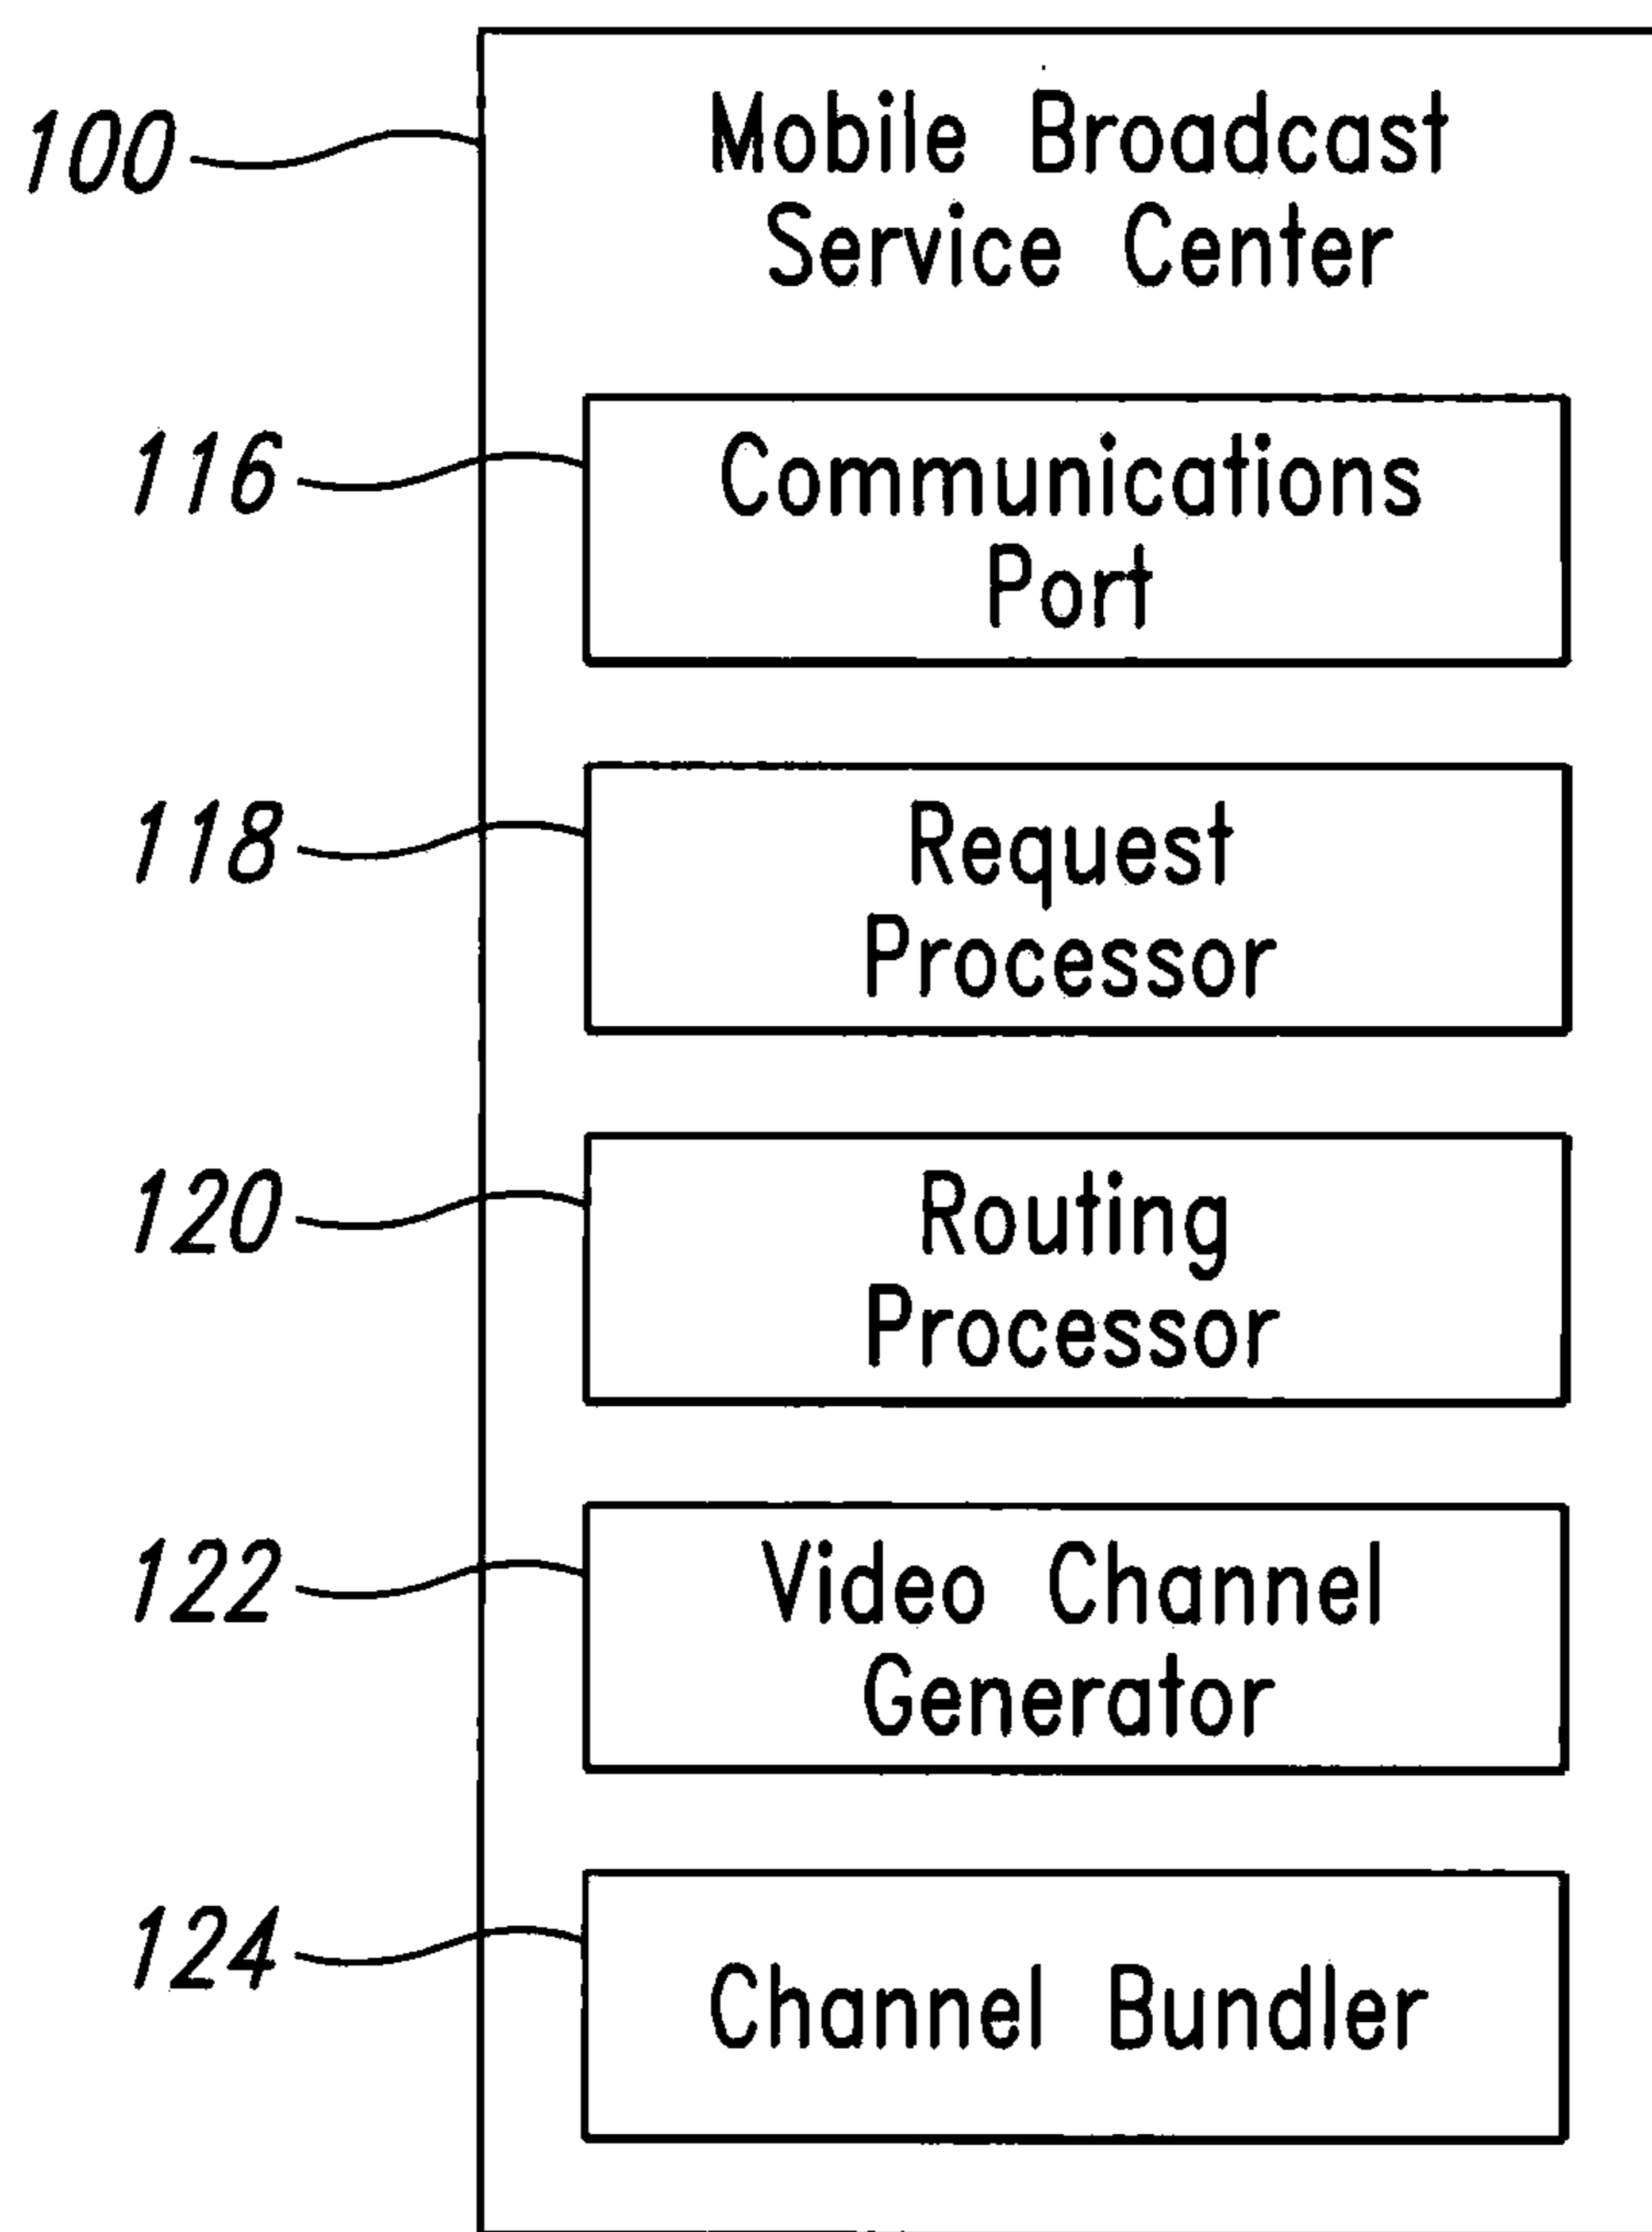 100
Mobile Broadcast
Service Center
116
Communications
Port
118
Request
Processor
120
Routing
Processor
122
Video Channel
Generator
124
Channel Bundler